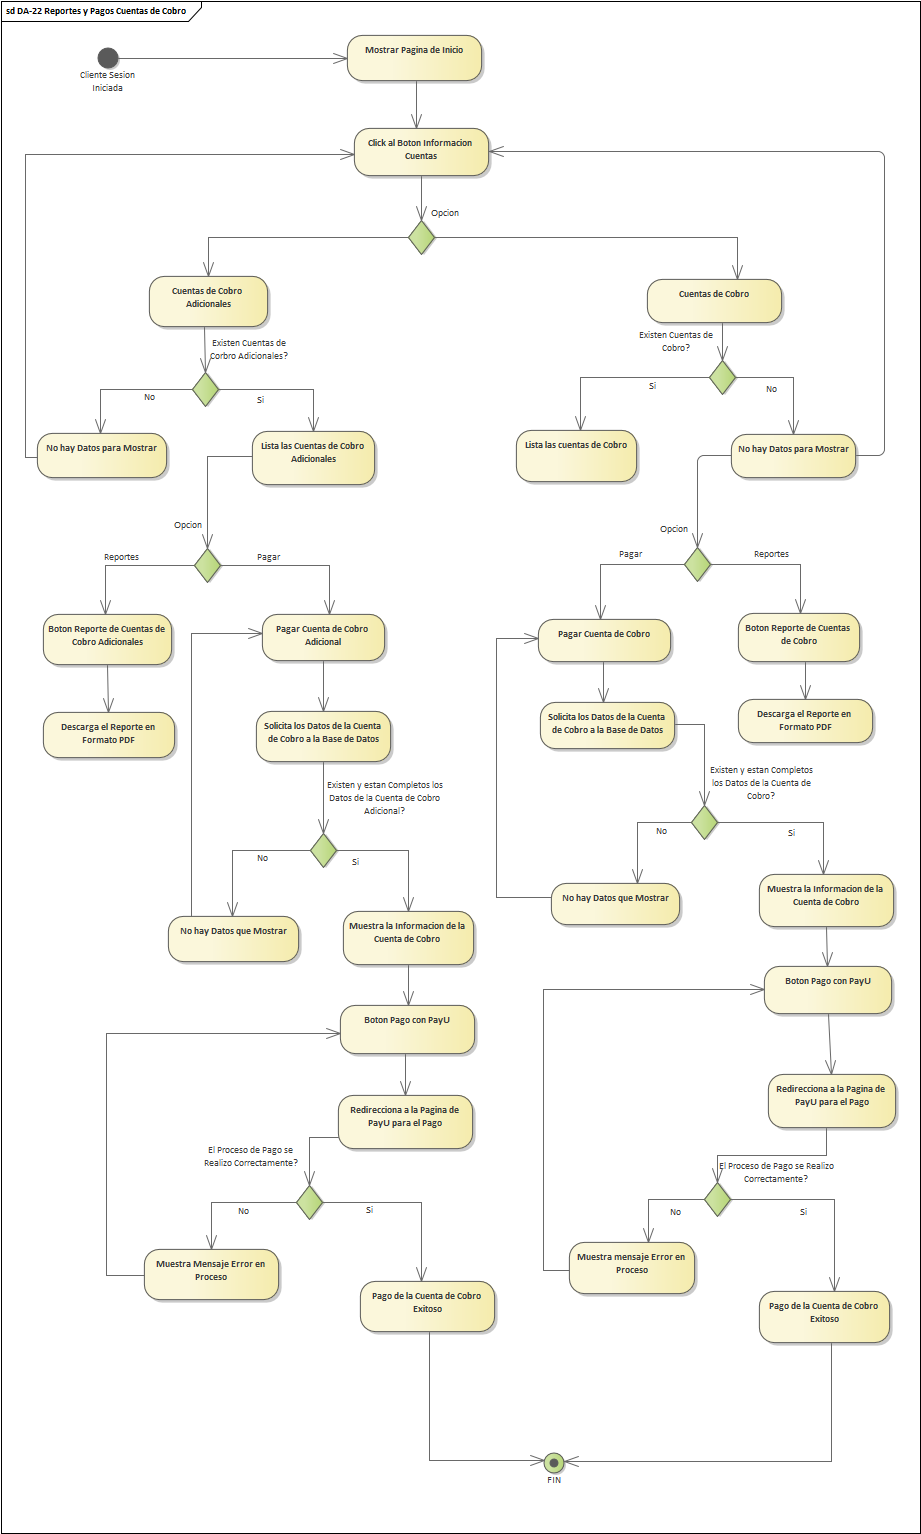 sd DA-22 Reportes y Pagos Cuentas de Cobro
Mostrar Pagina de Inicio
Cliente Sesion
Iniciada
Click al Boton Informacion
Cuentas
Opcion
Cuentas de Cobro
Adicionales
Cuentas de Cobro
Existen Cuentas de
Corbro Adicionales?
Existen Cuentas de
Cobro?
No
Si
Si
No
No hay Datos para Mostrar
Lista las Cuentas de Cobro
Adicionales
Lista las cuentas de Cobro
No hay Datos para Mostrar
Opcion
Opcion
Reportes
Pagar
Pagar
Reportes
Boton Reporte de Cuentas de
Cobro Adicionales
Pagar Cuenta de Cobro
Adicional
Pagar Cuenta de Cobro
Boton Reporte de Cuentas
de Cobro
Descarga el Reporte en
Formato PDF
Solicita los Datos de la Cuenta
de Cobro a la Base de Datos
Solicita los Datos de la Cuenta
de Cobro a la Base de Datos
Descarga el Reporte en
Formato PDF
Existen y estan Completos los
Datos de la Cuenta de Cobro
Adicional?
Existen y estan Completos
los Datos de la Cuenta de
Cobro?
No
Si
No
Si
No hay Datos que Mostrar
Muestra la Informacion de la
Cuenta de Cobro
No hay Datos que Mostrar
Muestra la Informacion de la
Cuenta de Cobro
Boton Pago con PayU
Boton Pago con PayU
Redirecciona a la Pagina de
PayU para el Pago
Redirecciona a la Pagina de
PayU para el Pago
El Proceso de Pago se
Realizo Correctamente?
El Proceso de Pago se Realizo
Correctamente?
No
Si
No
Si
Muestra Mensaje Error en
Proceso
Muestra mensaje Error en
Proceso
Pago de la Cuenta de Cobro
Exitoso
Pago de la Cuenta de Cobro
Exitoso
FIN